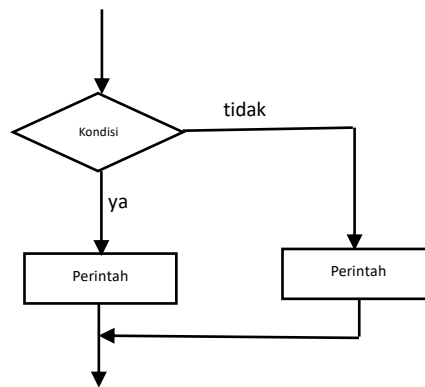 Kondisi
tidak
ya
Perintah
Perintah